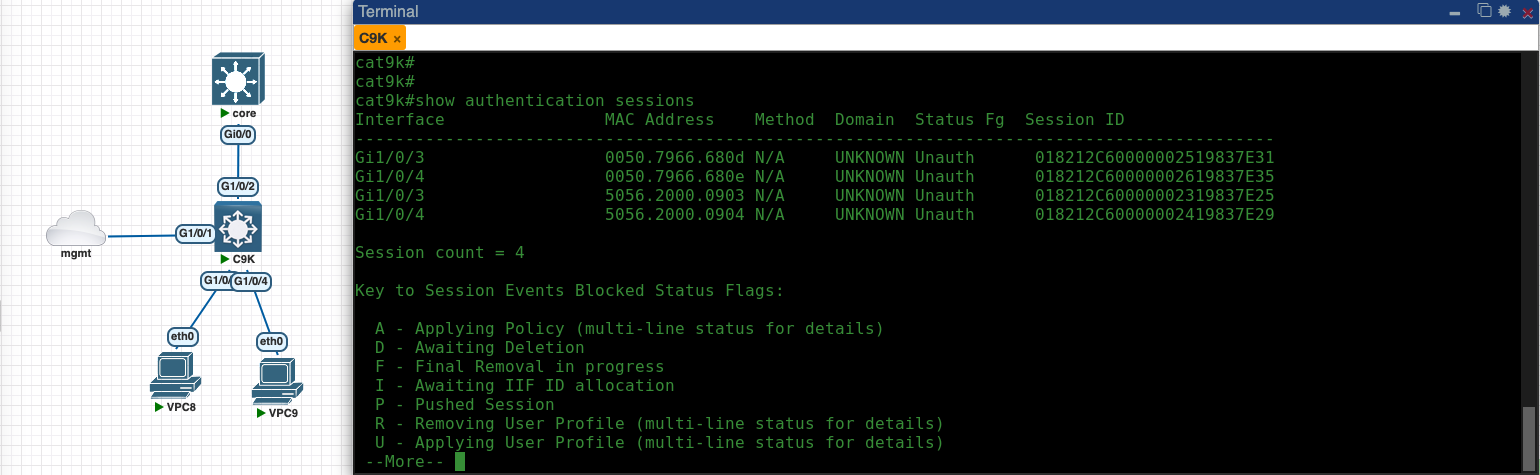 Terminal
C9K ×
cat9k#
cat9k#
cat9k#show authentication sessions
Interface                MAC Address    Method  Domain  Status Fg  Session ID
--------------------------------------------------------------------------------------------
Gi1/0/3                  0050.7966.680d N/A     UNKNOWN Unauth      018212C60000002519837E31
Gi1/0/4                  0050.7966.680e N/A     UNKNOWN Unauth      018212C60000002619837E35
Gi1/0/3                  5056.2000.0903 N/A     UNKNOWN Unauth      018212C60000002319837E25
Gi1/0/4                  5056.2000.0904 N/A     UNKNOWN Unauth      018212C60000002419837E29
Session count = 4
Key to Session Events Blocked Status Flags:
A - Applying Policy (multi-line status for details)
D - Awaiting Deletion
F - Final Removal in progress
I - Awaiting IIF ID allocation
P - Pushed Session
R - Removing User Profile (multi-line status for details)
U - Applying User Profile (multi-line status for details)
--More--
core
Gi0/0
G1/0/2
G1/0/1
mgmt
C9K
G1/0/
G1/0/4
eth0
eth0
VPC8
VPC9